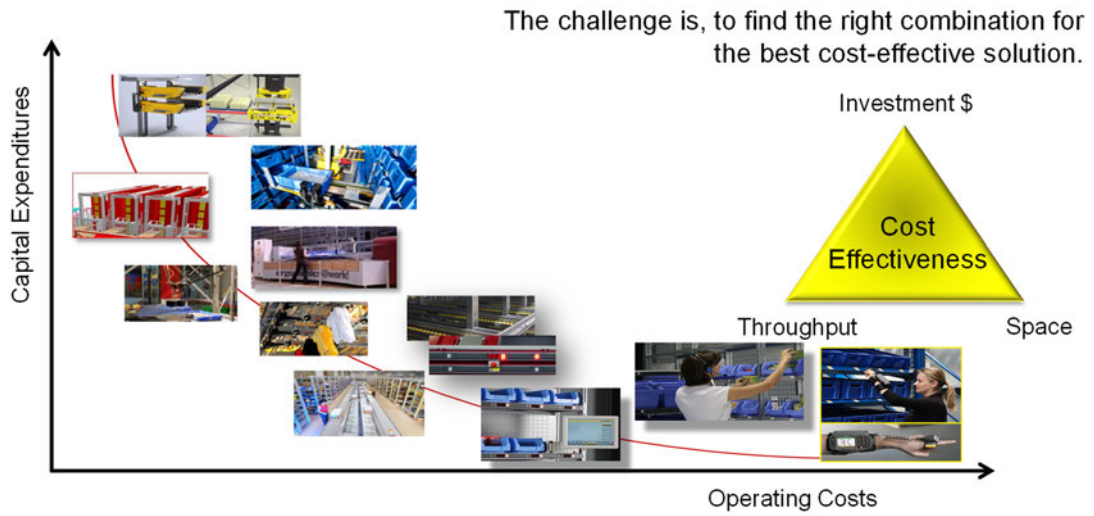 The challenge is, to find the right combination for
the best cost-effective solution.
Capital Expenditures
Investment $
Cost
Effectiveness
Throughput
Space
Operating Costs